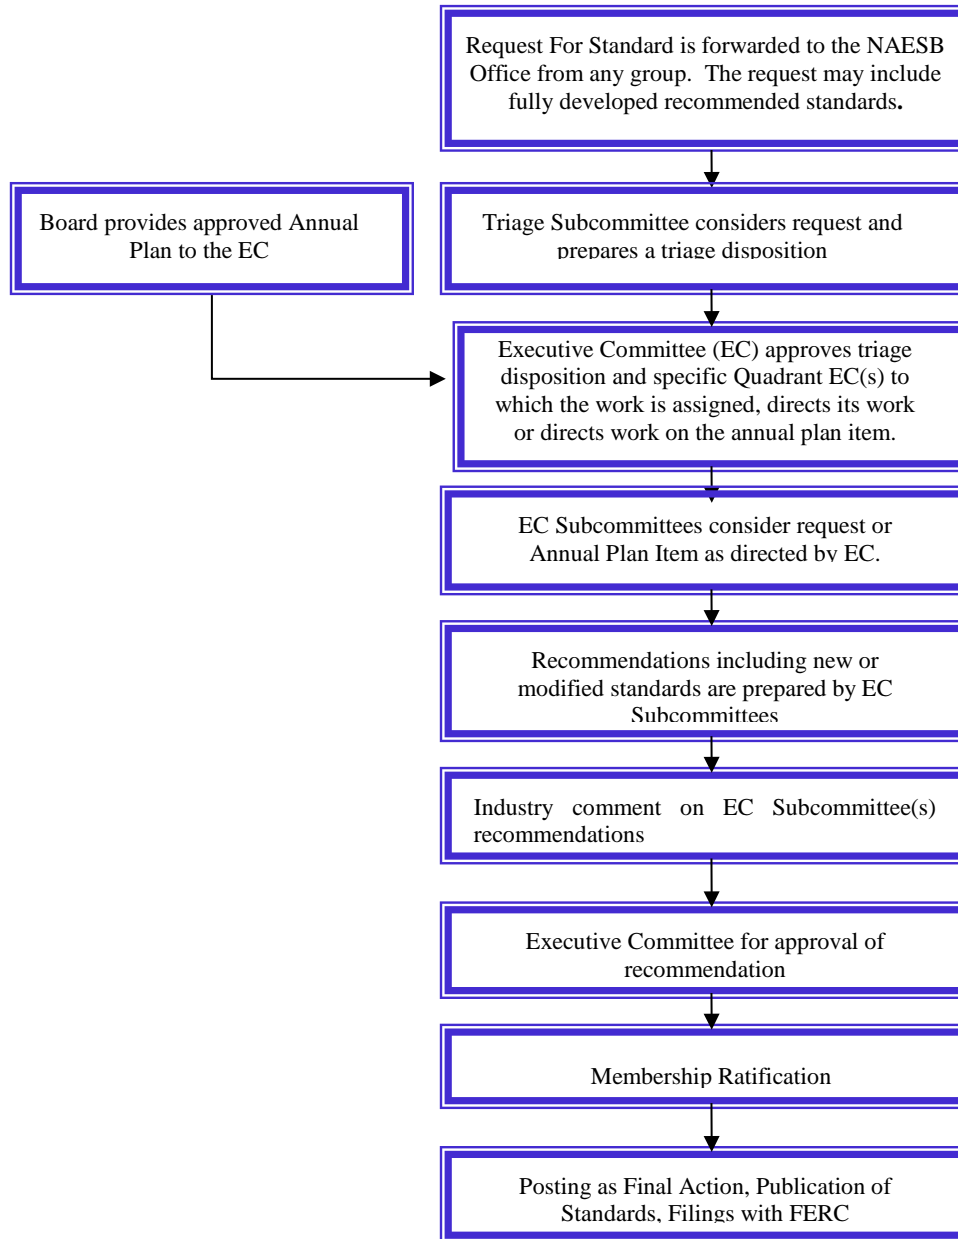 Request For Standard is forwarded to the NAESB
Office from any group.  The request may include
fully developed recommended standards.
Board provides approved Annual
Plan to the EC
Triage Subcommittee considers request and
prepares a triage disposition
Executive Committee (EC) approves triage
disposition and specific Quadrant EC(s) to
which the work is assigned, directs its work
or directs work on the annual plan item.
EC Subcommittees consider request or
Annual Plan Item as directed by EC.
Recommendations including new or
modified standards are prepared by EC
Subcommittees
Industry comment on EC Subcommittee(s)
recommendations
Executive Committee for approval of
recommendation
Membership Ratification
Posting as Final Action, Publication of
Standards, Filings with FERC